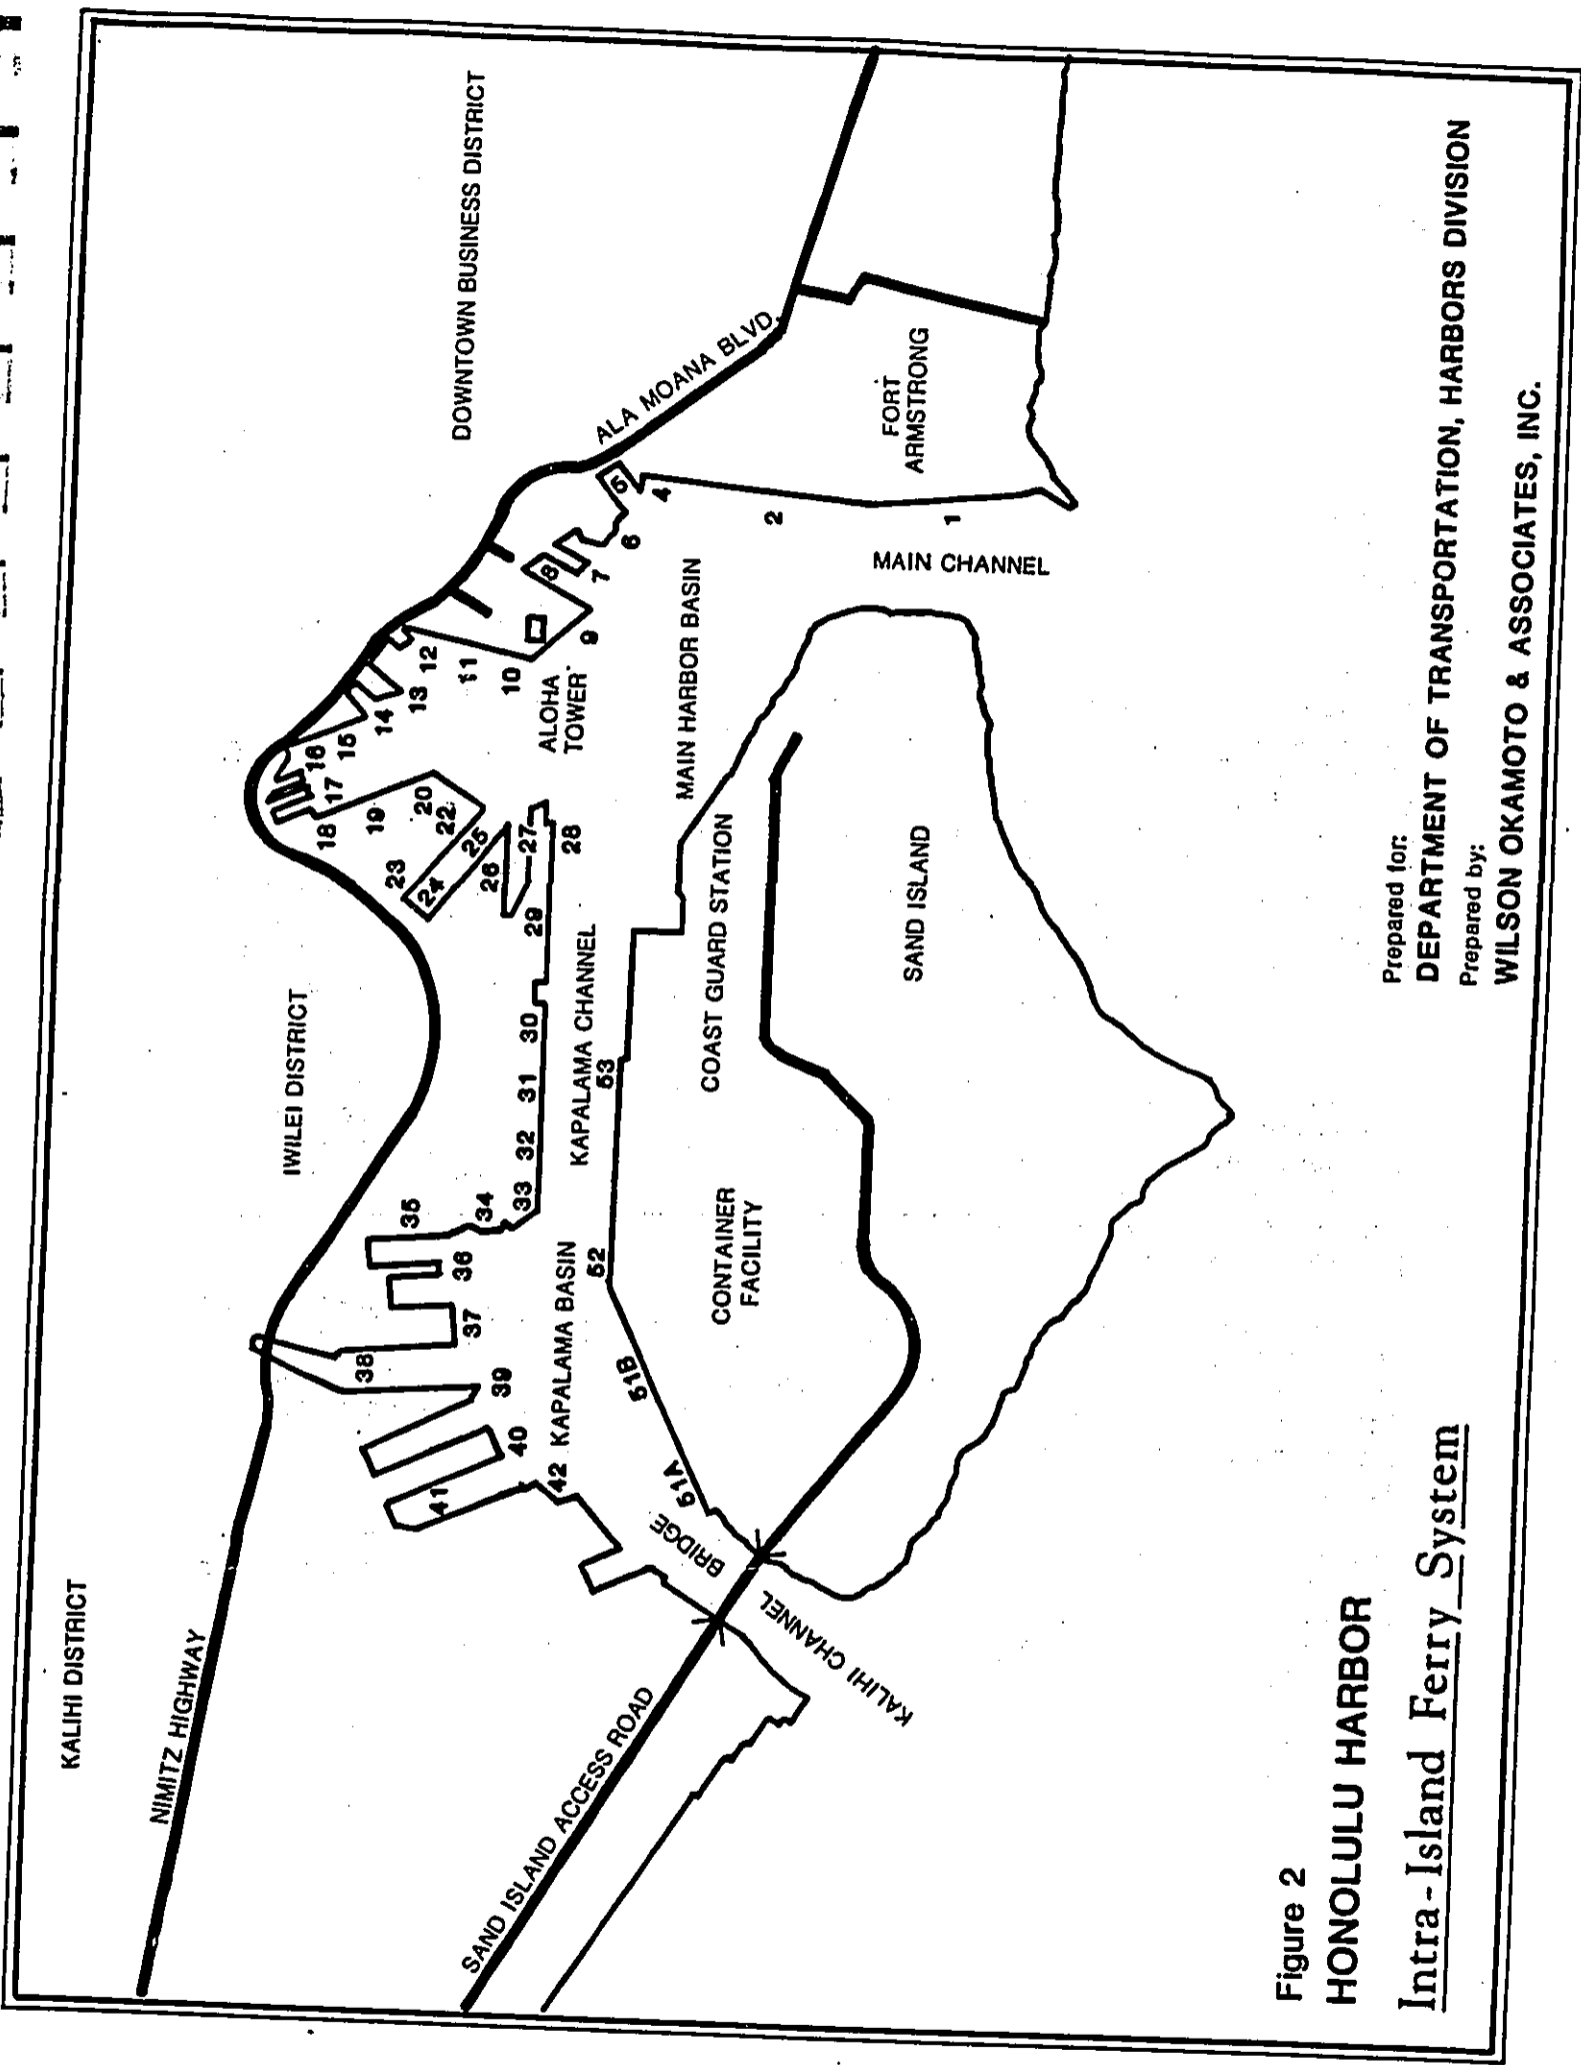 KALIHI DISTRICT
NIMITZ HIGHWAY
IWILEI DISTRICT
DOWNTOWN BUSINESS DISTRICT
ALA MOANA BLVD.
SAND ISLAND ACCESS ROAD
KALIHI CHANNEL
BRIDGE
KAPALAMA BASIN
KAPALAMA CHANNEL
MAIN HARBOR BASIN
MAIN CHANNEL
ALOHA
TOWER
FORT
ARMSTRONG
CONTAINER
FACILITY
COAST GUARD STATION
SAND ISLAND
1
2
4
5
6
7
8
9
10
11
12
13
14
15
16
17
18
19
20
22
23
24
25
26
27
28
29
30
31
32
33
34
35
36
37
38
39
40
41
42
51A
51B
52
53
Figure 2
HONOLULU HARBOR
Intra-Island Ferry System
Prepared for:
DEPARTMENT OF TRANSPORTATION, HARBORS DIVISION
Prepared by:
WILSON OKAMOTO & ASSOCIATES, INC.